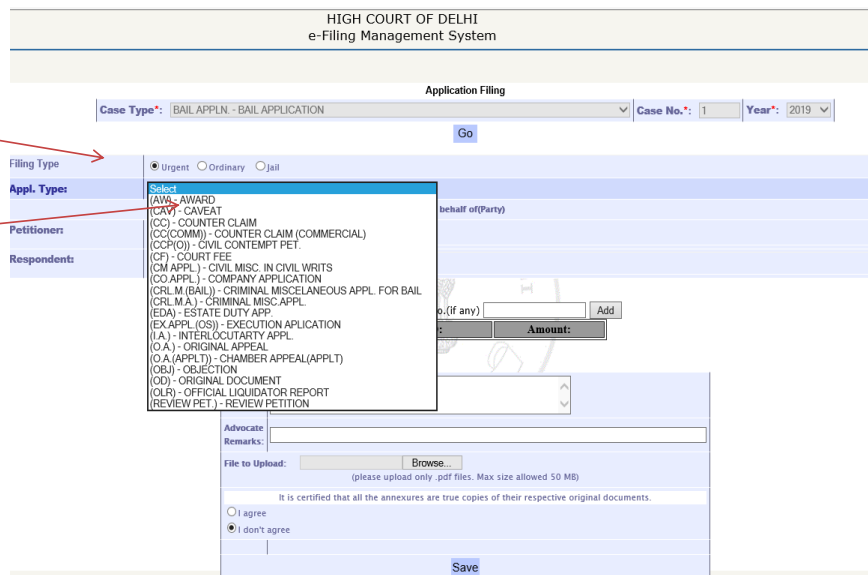 HIGH COURT OF DELHI
e-Filing Management System
Application Filing
Case Type*: BAIL APPLN. - BAIL APPLICATION Case No.*: 1 Year*: 2019
Go
Filing Type Urgent Ordinary Jail
Appl. Type: Select
(AW) - AWARD
(CAV) - CAVEAT
behalf of(Party)
(CC) - COUNTER CLAIM
(CC(COMM)) - COUNTER CLAIM (COMMERCIAL)
Petitioner:
(CCP(O)) - CIVIL CONTEMPT PET.
(CF) - COURT FEE
Respondent:
(CM APPL.) - CIVIL MISC. IN CIVIL WRITS
(CO.APPL.) - COMPANY APPLICATION
(CRL.M.(BAIL)) - CRIMINAL MISCELANEOUS APPL. FOR BAIL
(CRL.M.A.) - CRIMINAL MISC.APPL.
(EDA) - ESTATE DUTY APP.
o.(if any) Add
(EX.APPL.(OS)) - EXECUTION APLICATION
(I.A.) - INTERLOCUTARTY APPL.
Amount:
(O.A.) - ORIGINAL APPEAL
(O.A.(APPLT)) - CHAMBER APPEAL(APPLT)
(OBJ) - OBJECTION
(OD) - ORIGINAL DOCUMENT
(OLR) - OFFICIAL LIQUIDATOR REPORT
(REVIEW PET.) - REVIEW PETITION
Advocate
Remarks:
File to Upload: Browse...
(please upload only .pdf files. Max size allowed 50 MB)
It is certified that all the annexures are true copies of their respective original documents.
I agree
I don't agree
Save